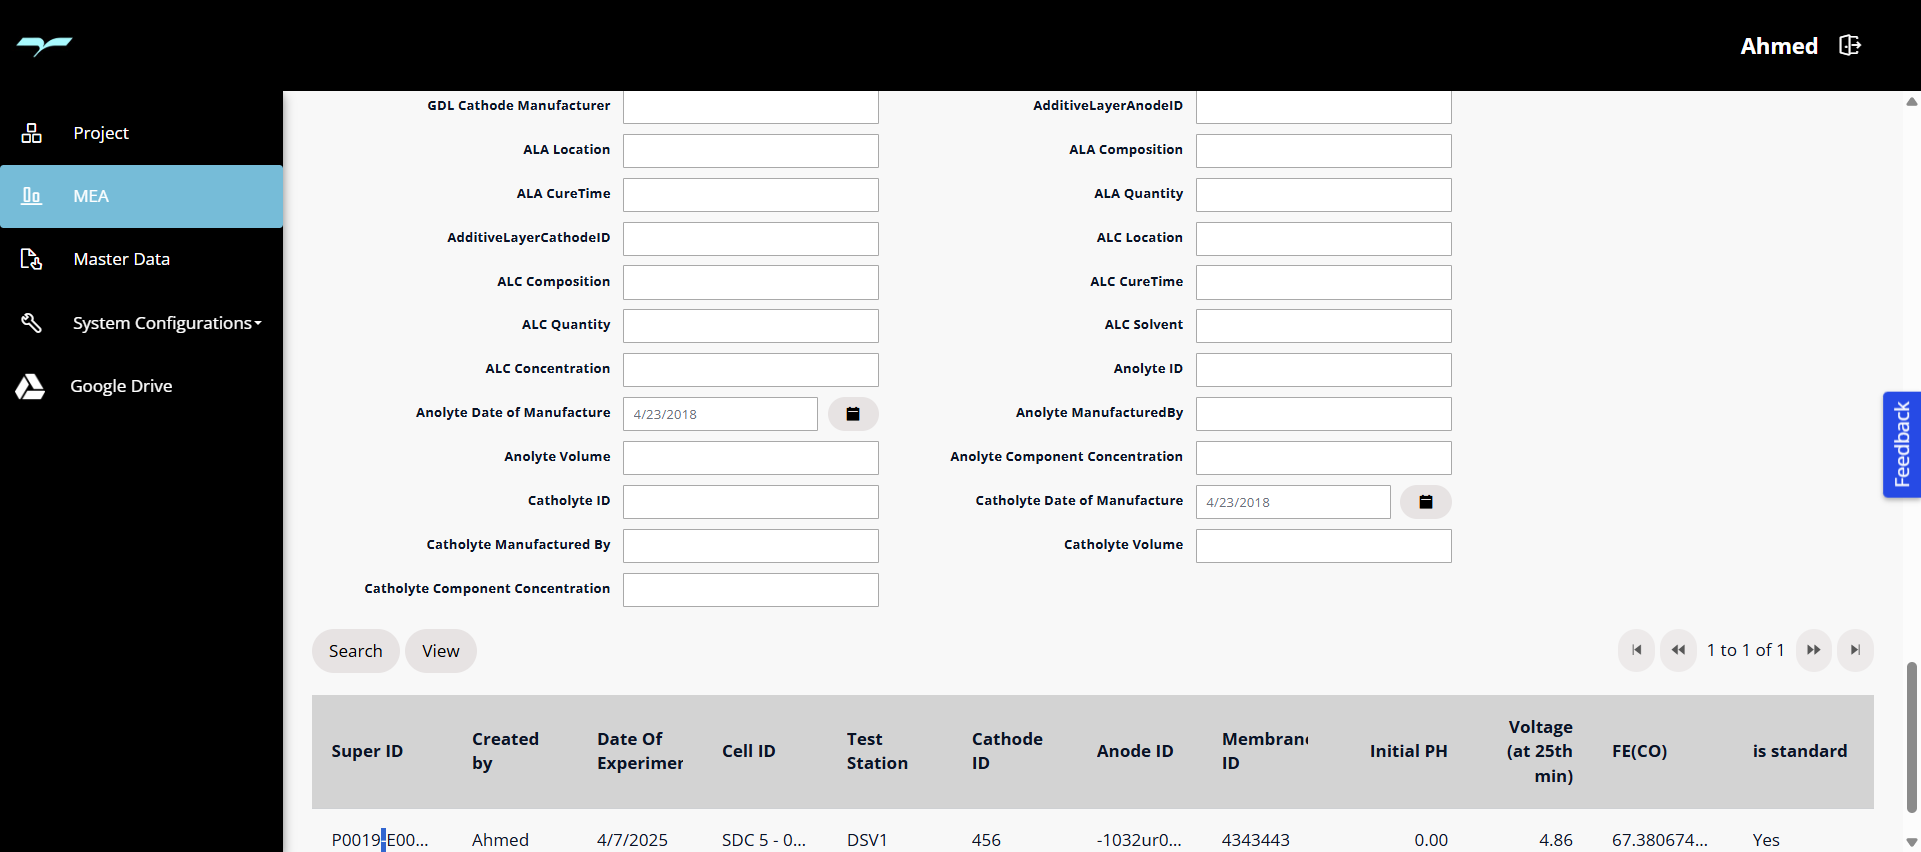 Ahmed
Project
MEA
Master Data
System Configurations
Google Drive
GDL Cathode Manufacturer
AdditiveLayerAnodeID
ALA Location
ALA Composition
ALA CureTime
ALA Quantity
AdditiveLayerCathodeID
ALC Location
ALC Composition
ALC CureTime
ALC Quantity
ALC Solvent
ALC Concentration
Anolyte ID
Anolyte Date of Manufacture 4/23/2018
Anolyte ManufacturedBy
Anolyte Volume
Anolyte Component Concentration
Catholyte ID
Catholyte Date of Manufacture 4/23/2018
Catholyte Manufactured By
Catholyte Volume
Catholyte Component Concentration
Feedback
Search View 1 to 1 of 1
Super ID
Created
by
Date Of
Experimer
Cell ID
Test
Station
Cathode
ID
Anode ID
Membran
ID
Initial PH
Voltage
(at 25th
min)
FE(CO)
is standard
P0019-E00... Ahmed 4/7/2025 SDC 5 - 0... DSV1 456 -1032ur0... 4343443 0.00 4.86 67.380674... Yes